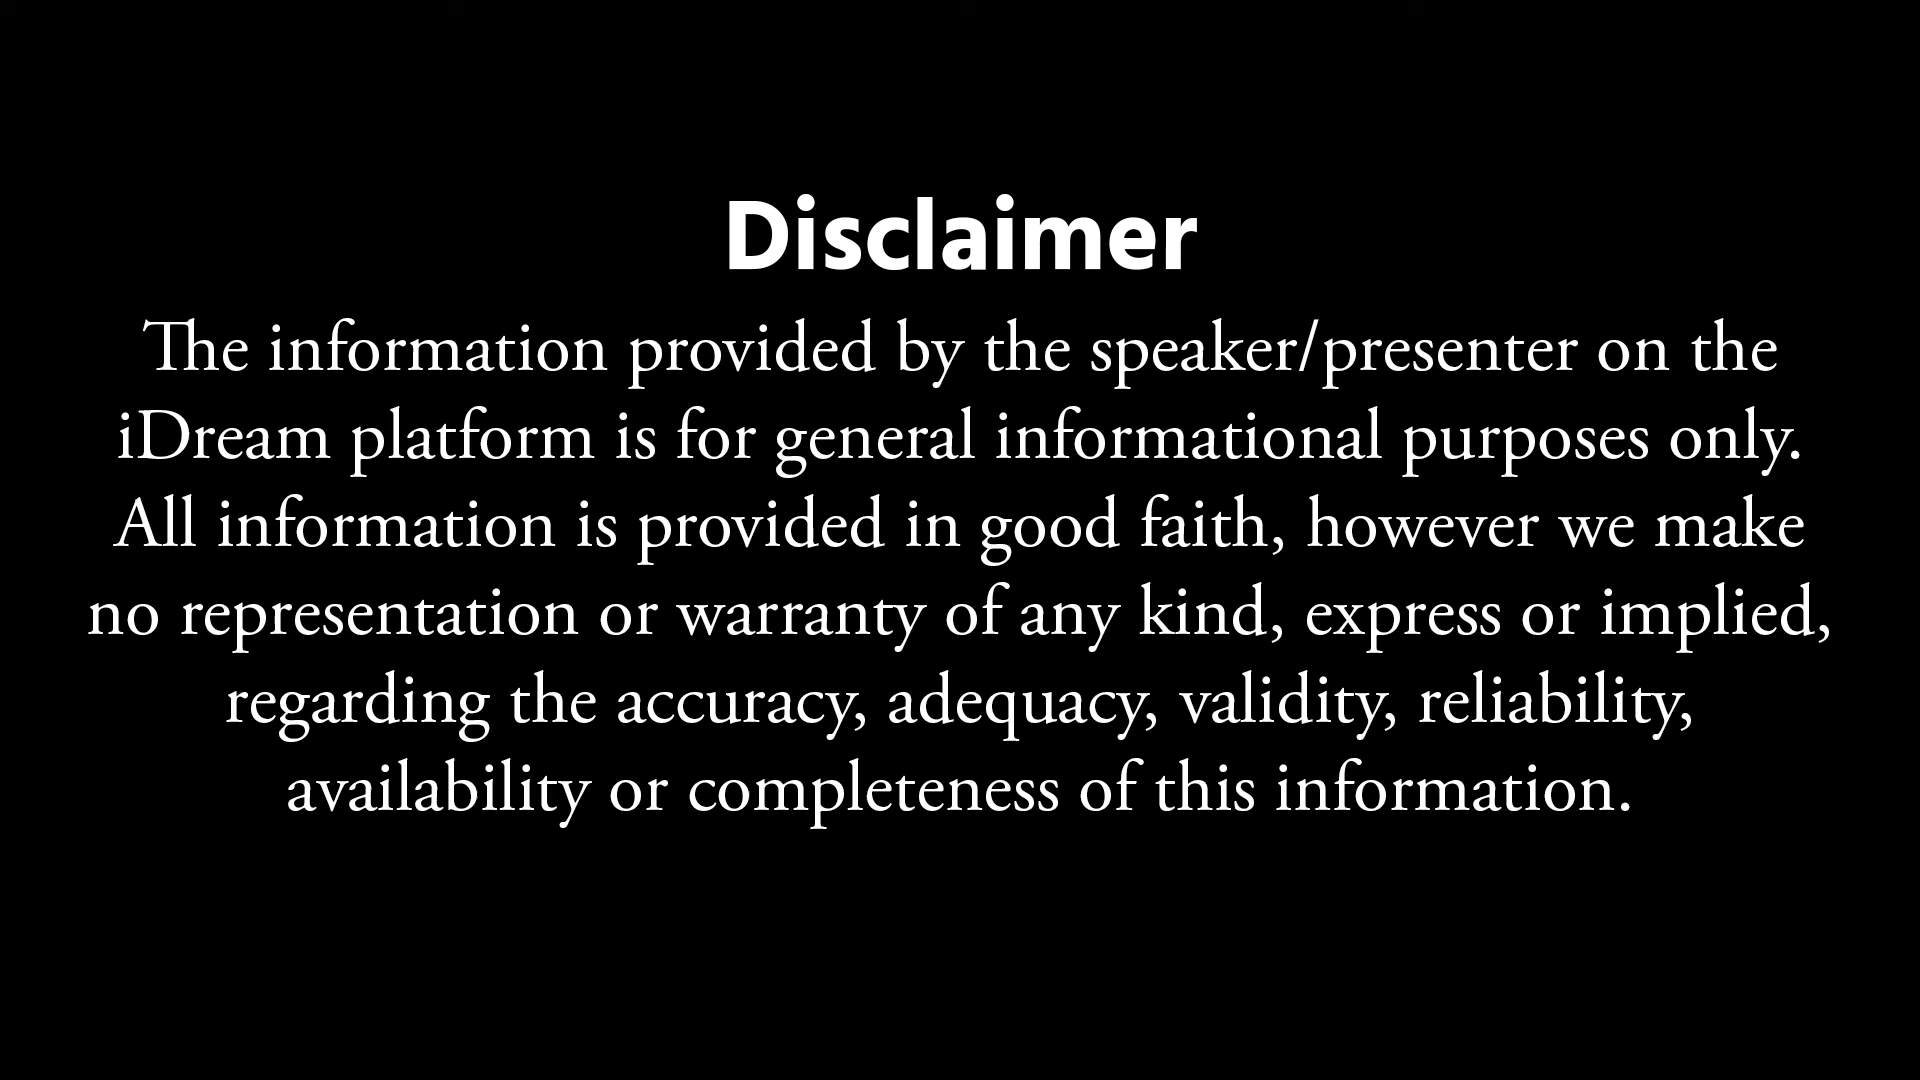 Disclaimer
The information provided by the speaker/presenter on the
iDream platform is for general informational purposes only.
All information is provided in good faith, however we make
no representation or warranty of any kind, express or implied,
regarding the accuracy, adequacy, validity, reliability,
availability or completeness of this information.